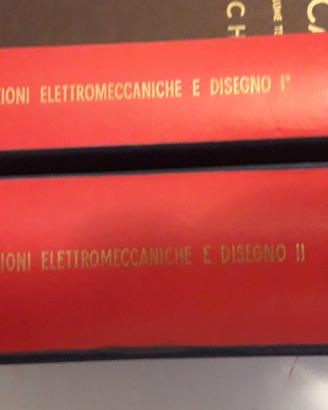 IONI ELETTROMECCANICHE E DISEGNO I°
IONI ELETTROMECCANICHE E DISEGNO II